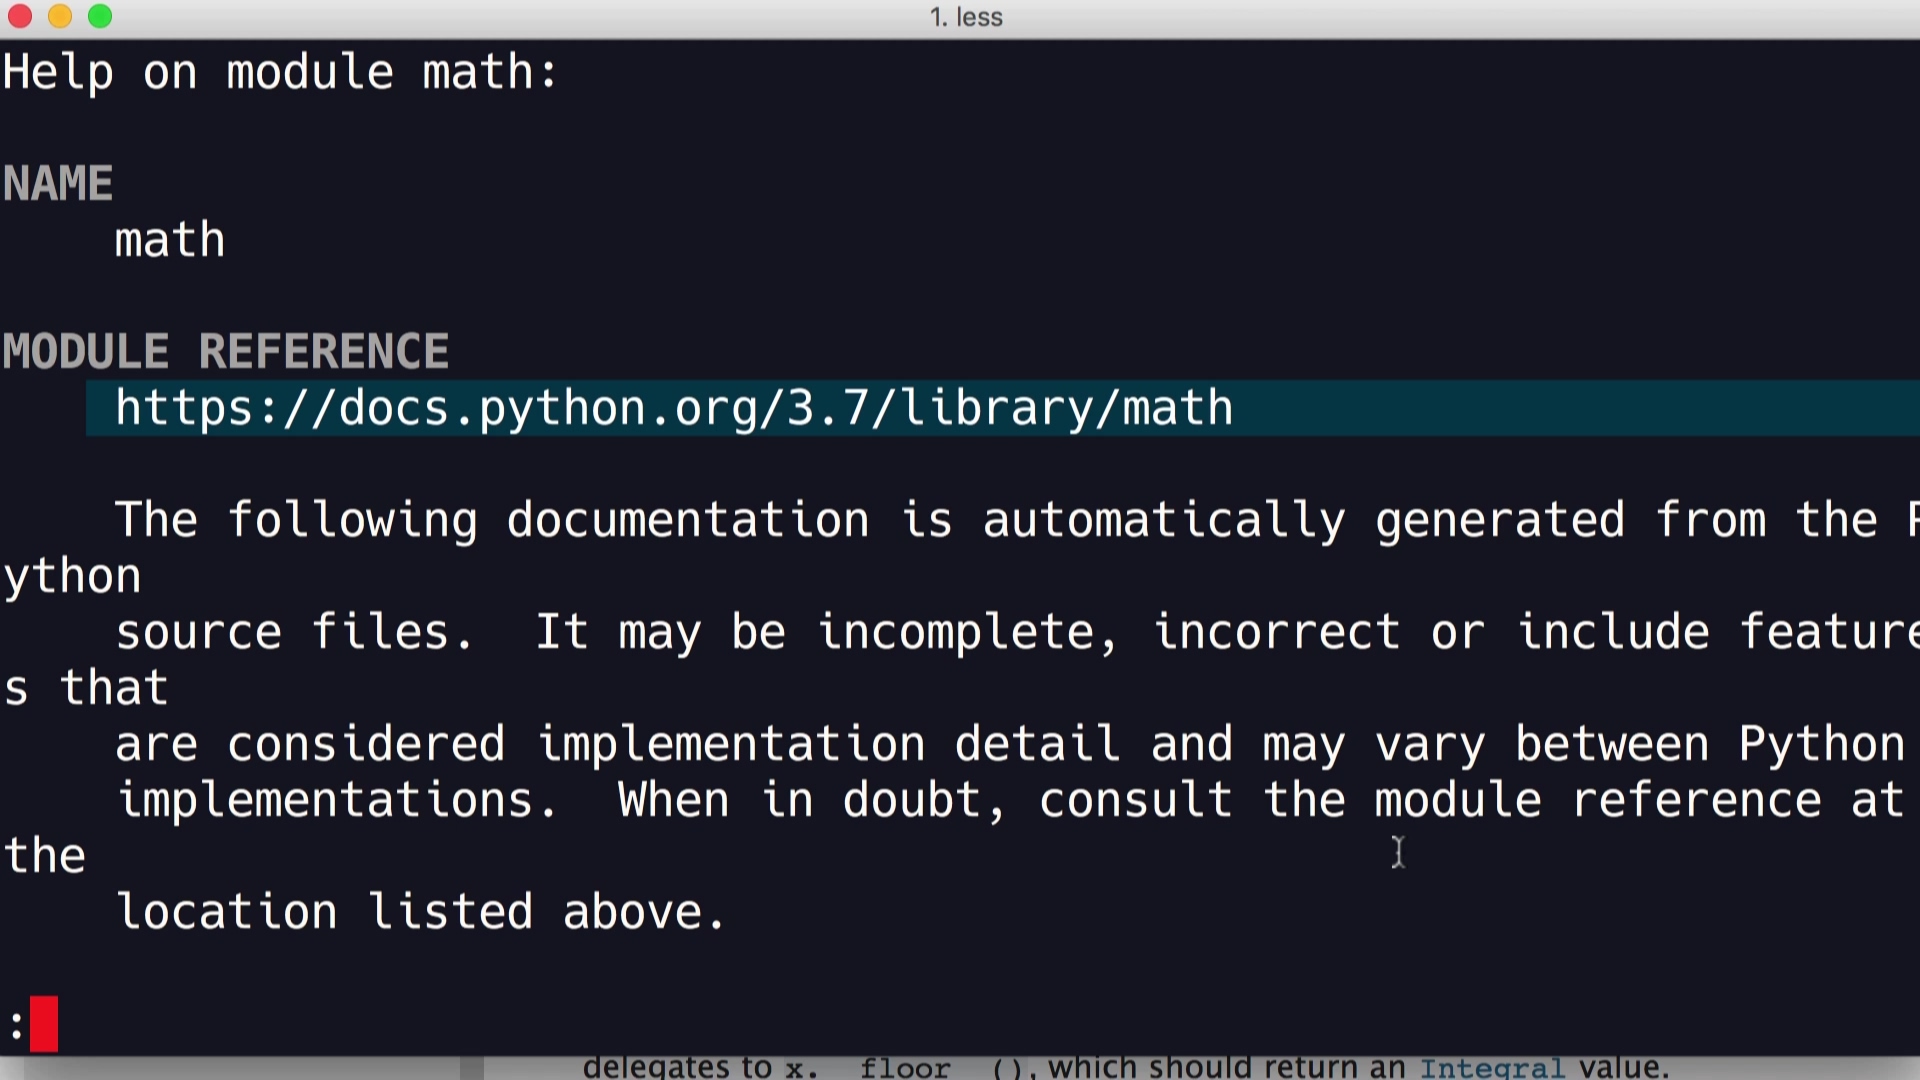 1. less
Help on module math:
NAME
math
MODULE REFERENCE
https://docs.python.org/3.7/library/math
The following documentation is automatically generated from the P
ython
source files.  It may be incomplete, incorrect or include feature
s that
are considered implementation detail and may vary between Python
implementations.  When in doubt, consult the module reference at
the
location listed above.
:
delegates to x.__floor__(), which should return an Integral value.